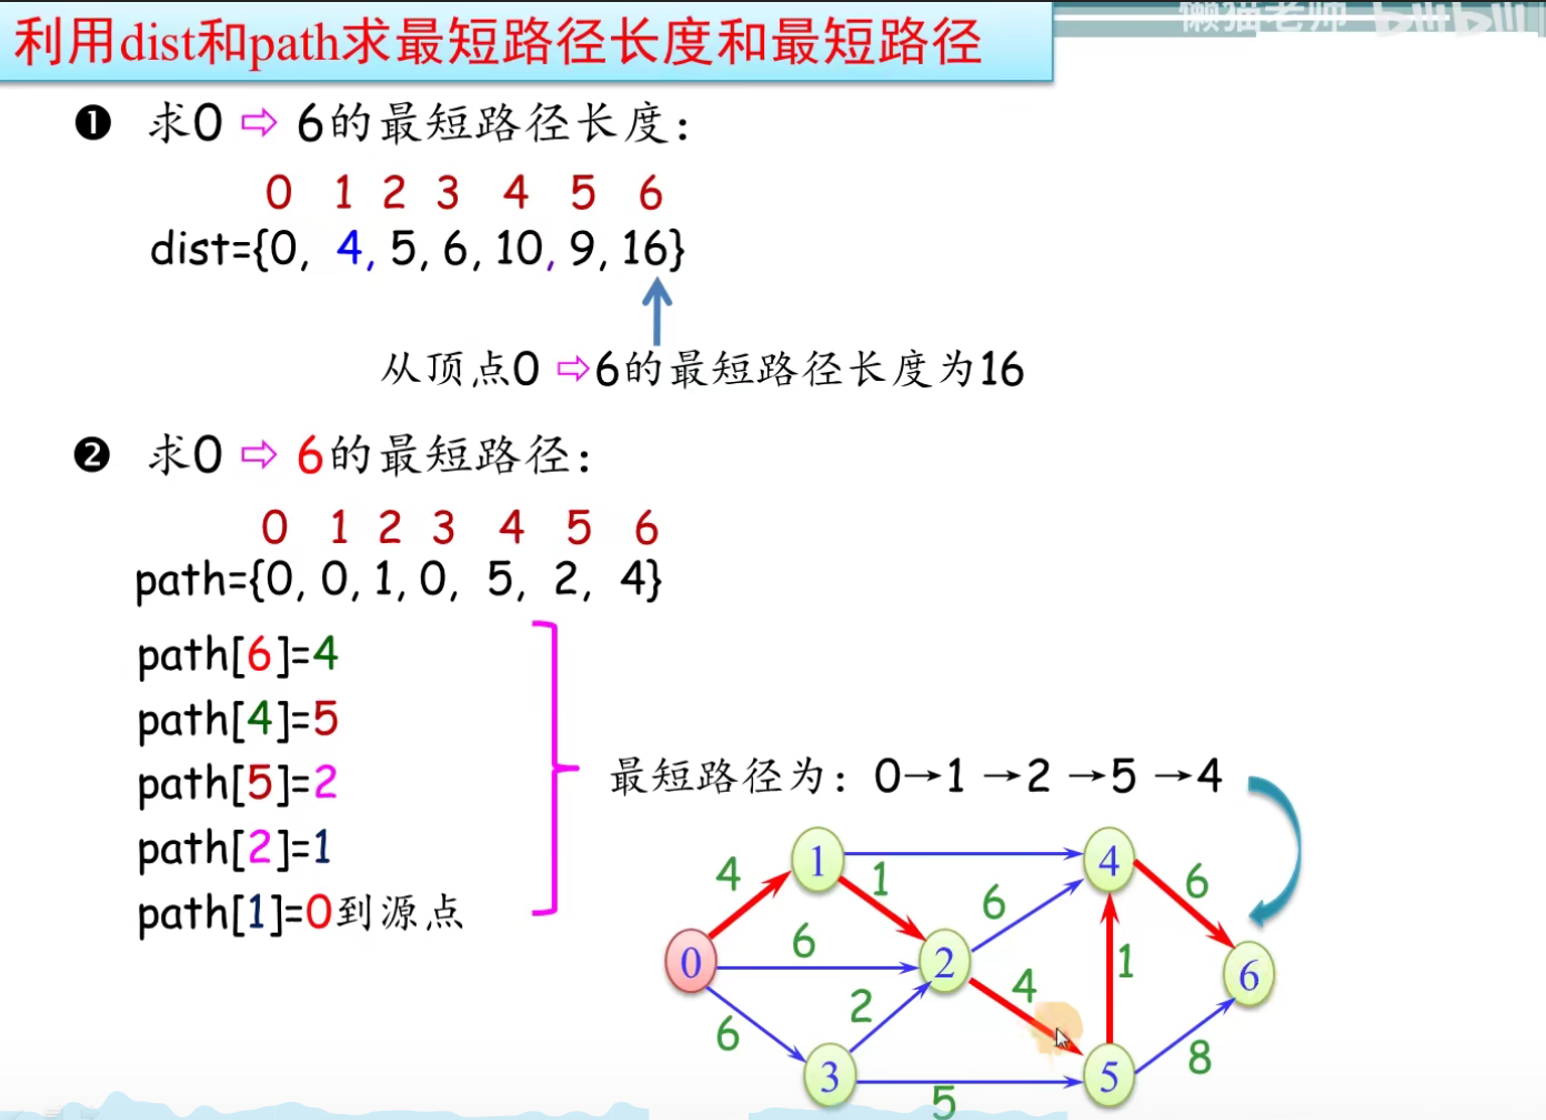 利用dist和path求最短路径长度和最短路径
懒猫老师 bilibili
❶ 求0 ⇨ 6的最短路径长度：
0 1 2 3 4 5 6
dist={0, 4, 5, 6, 10, 9, 16}
从顶点0 ⇨6的最短路径长度为16
❷ 求0 ⇨ 6的最短路径：
0 1 2 3 4 5 6
path={0, 0, 1, 0, 5, 2, 4}
path[6]=4
path[4]=5
path[5]=2
path[2]=1
path[1]=0到源点
最短路径为：0→1 →2 →5 →4
1 4
4 1 6 6
6
0 2 1 6
2 4
6 8
3 5
5